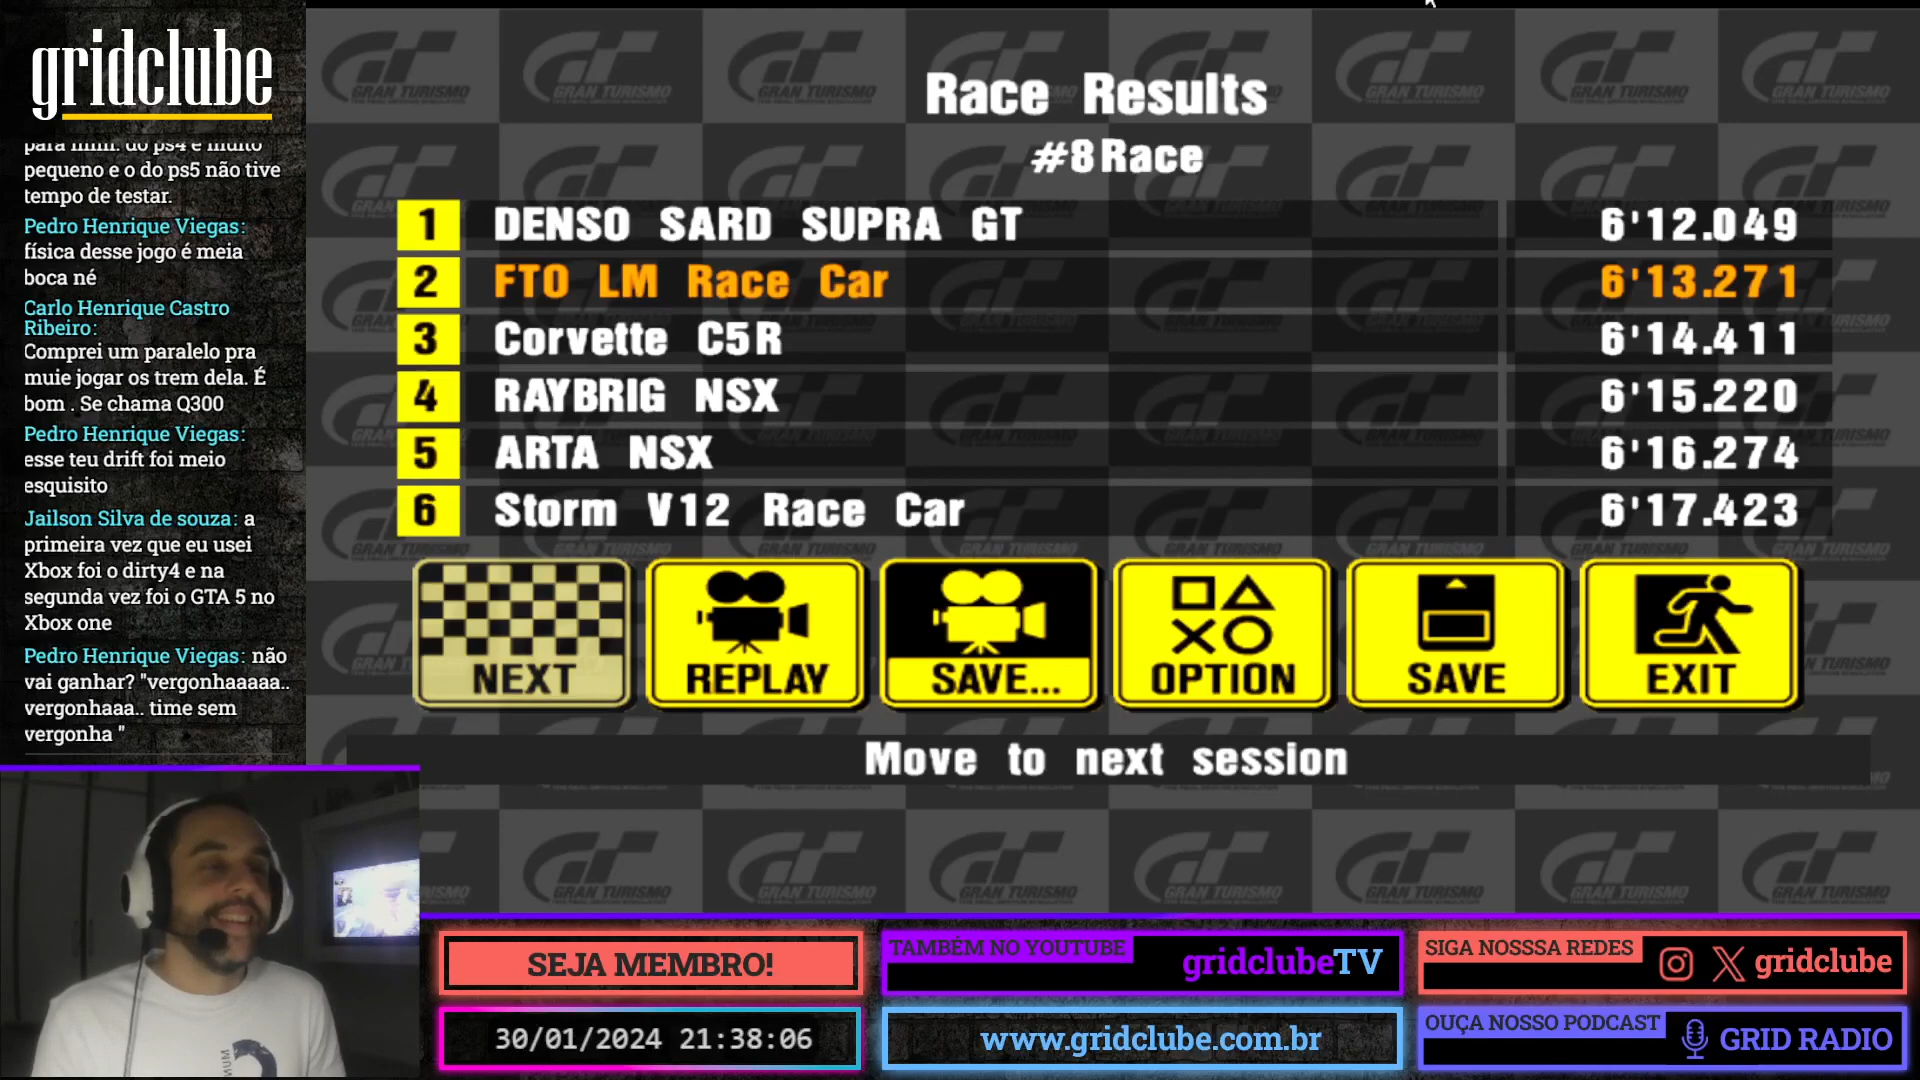 gridclube
para mim. do ps4 é muito
pequeno e o do ps5 não tive
tempo de testar.
Pedro Henrique Viegas:
física desse jogo é meia
boca né
Carlo Henrique Castro
Ribeiro:
Comprei um paralelo pra
muie jogar os trem dela. É
bom . Se chama Q300
Pedro Henrique Viegas:
esse teu drift foi meio
esquisito
Jailson Silva de souza: a
primeira vez que eu usei
Xbox foi o dirty4 e na
segunda vez foi o GTA 5 no
Xbox one
Pedro Henrique Viegas: não
vai ganhar? "vergonhaaaaa..
vergonhaaa.. time sem
vergonha "
Race Results
#8Race
1 DENSO SARD SUPRA GT 6'12.049
2 FTO LM Race Car 6'13.271
3 Corvette C5R 6'14.411
4 RAYBRIG NSX 6'15.220
5 ARTA NSX 6'16.274
6 Storm V12 Race Car 6'17.423
NEXT REPLAY SAVE... OPTION SAVE EXIT
Move to next session
GRAN TURISMO
SEJA MEMBRO!
30/01/2024 21:38:06
TAMBÉM NO YOUTUBE
gridclubeTV
www.gridclube.com.br
SIGA NOSSSA REDES
gridclube
OUÇA NOSSO PODCAST
GRID RADIO